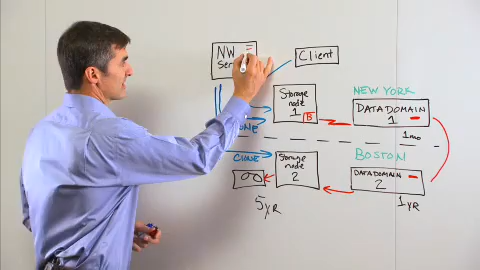 NW
Client
Storage
node
1
B
NEW YORK
DATADOMAIN
1
1mo
CLONE
Storage
node
2
BOSTON
DATADOMAIN
2
5yR
1yR